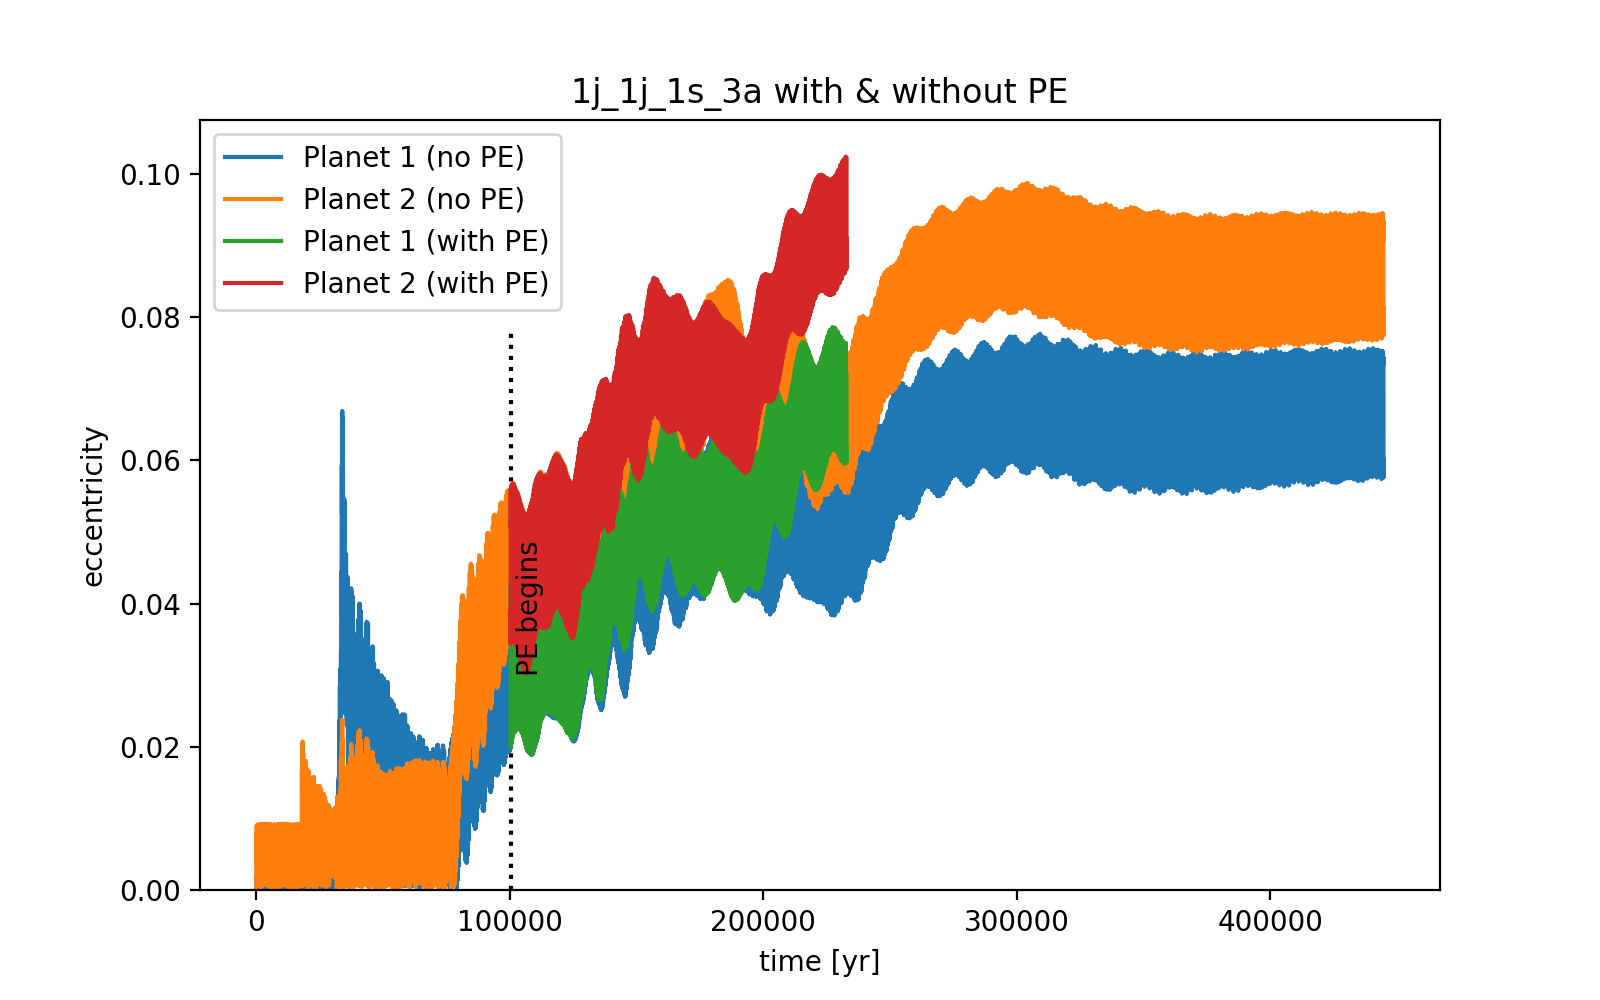 1j_1j_1s_3a with & without PE
Planet 1 (no PE)
Planet 2 (no PE)
Planet 1 (with PE)
Planet 2 (with PE)
0.10
0.08
0.06
0.04
0.02
0.00
eccentricity
PE begins
0
100000
200000
300000
400000
time [yr]